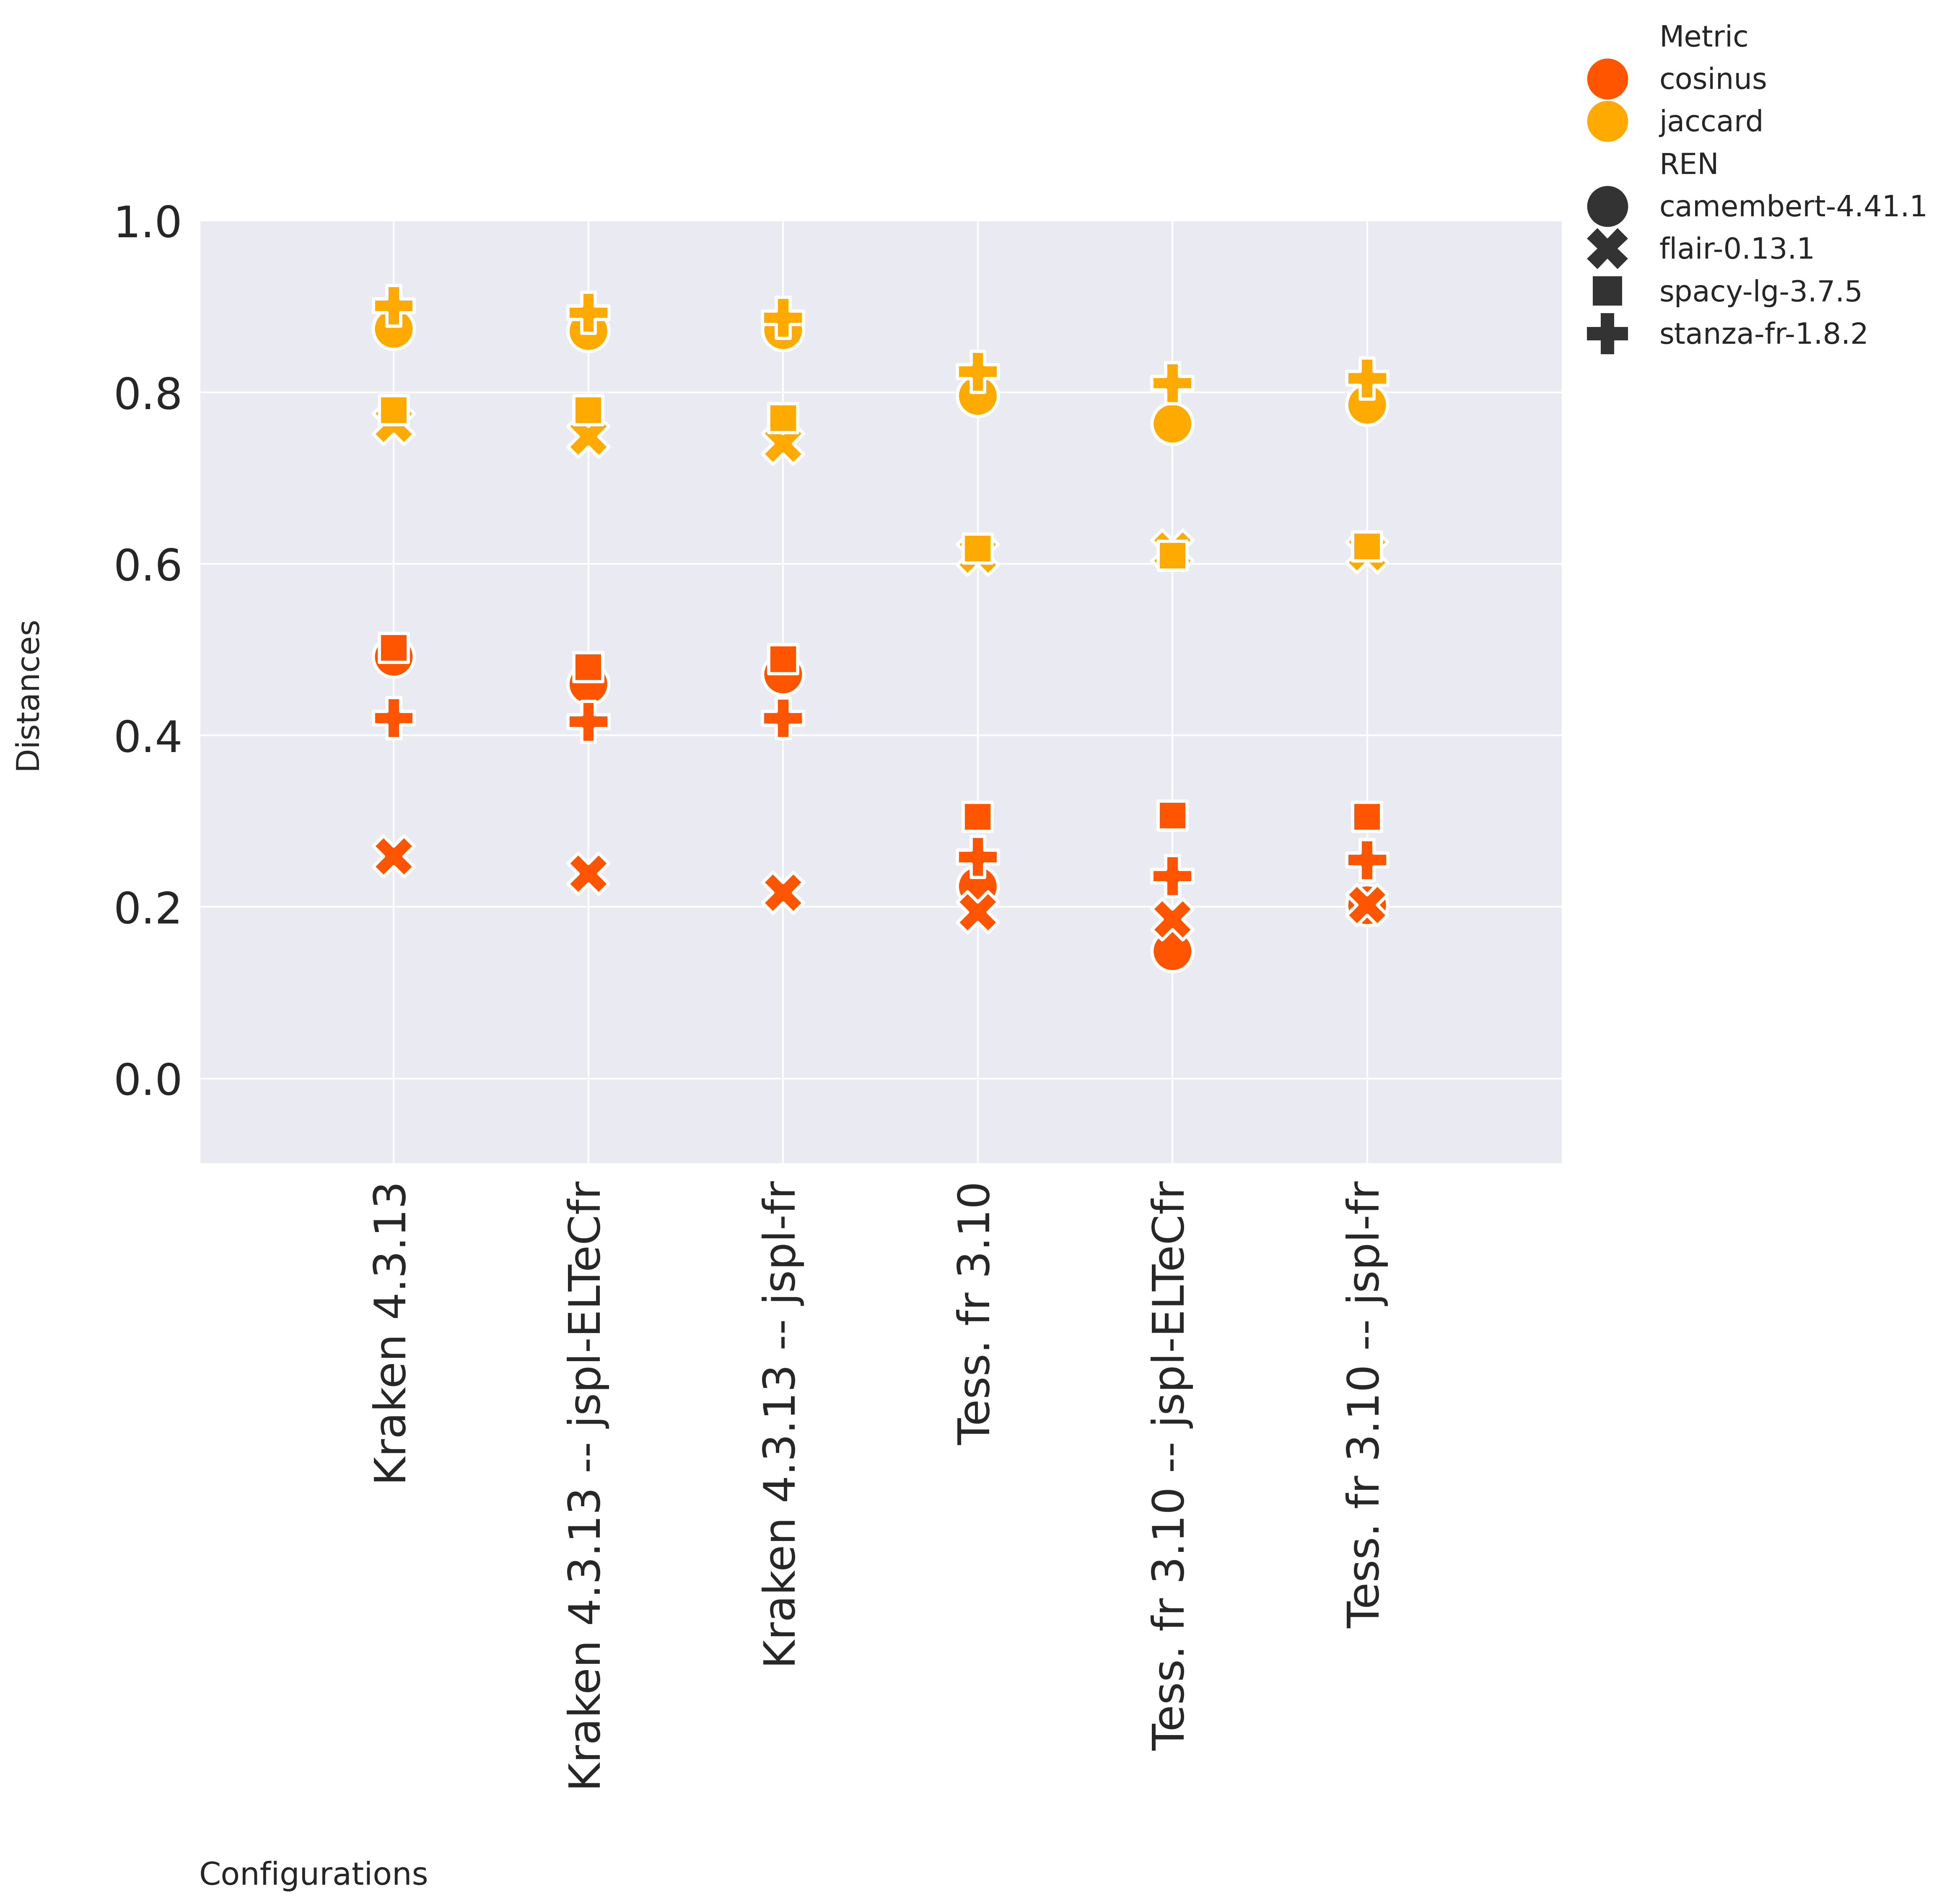 Metric
cosinus
jaccard
REN
camembert-4.41.1
flair-0.13.1
spacy-lg-3.7.5
stanza-fr-1.8.2
1.0
0.8
0.6
0.4
0.2
0.0
Distances
Kraken 4.3.13
Kraken 4.3.13 -- jspl-ELTeCfr
Kraken 4.3.13 -- jspl-fr
Tess. fr 3.10
Tess. fr 3.10 -- jspl-ELTeCfr
Tess. fr 3.10 -- jspl-fr
Configurations